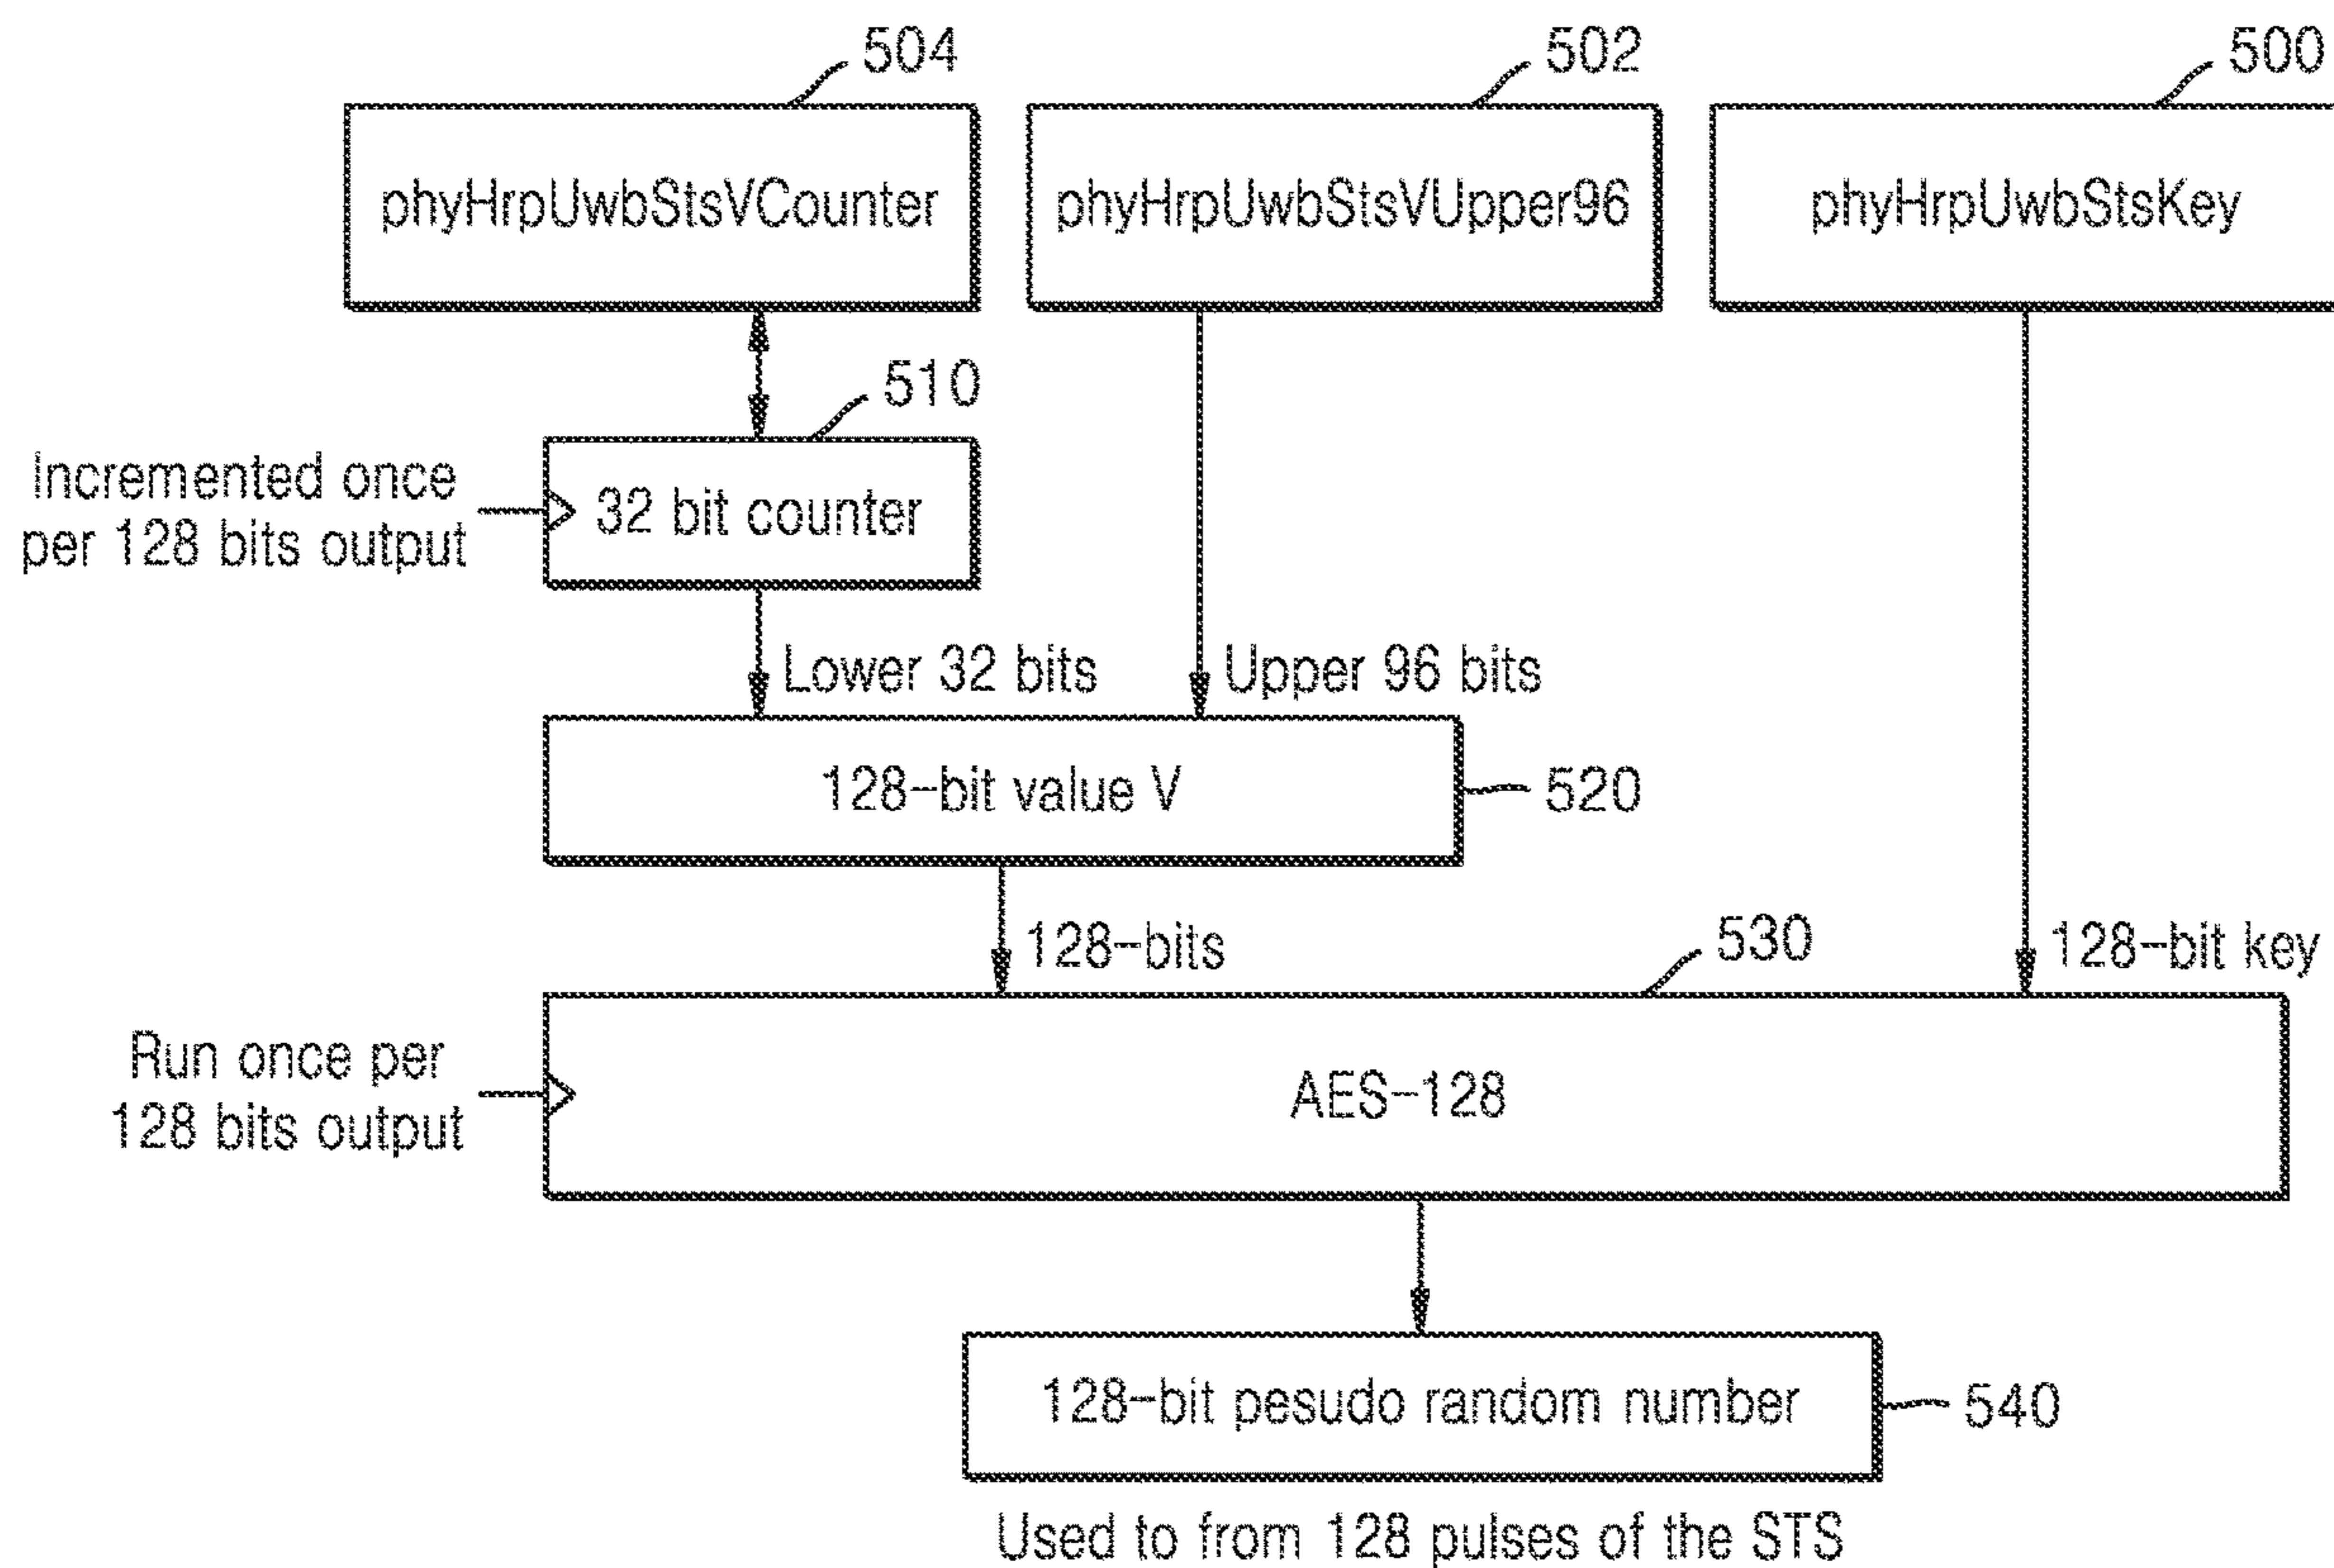 504
502
500
phyHrpUwbStsVCounter
phyHrpUwbStsVUpper96
phyHrpUwbStsKey
510
Incremented once
per 128 bits output
32 bit counter
Lower 32 bits
Upper 96 bits
128-bit value V
520
128-bits
530
128-bit key
Run once per
128 bits output
AES-128
128-bit pesudo random number
540
Used to from 128 pulses of the STS